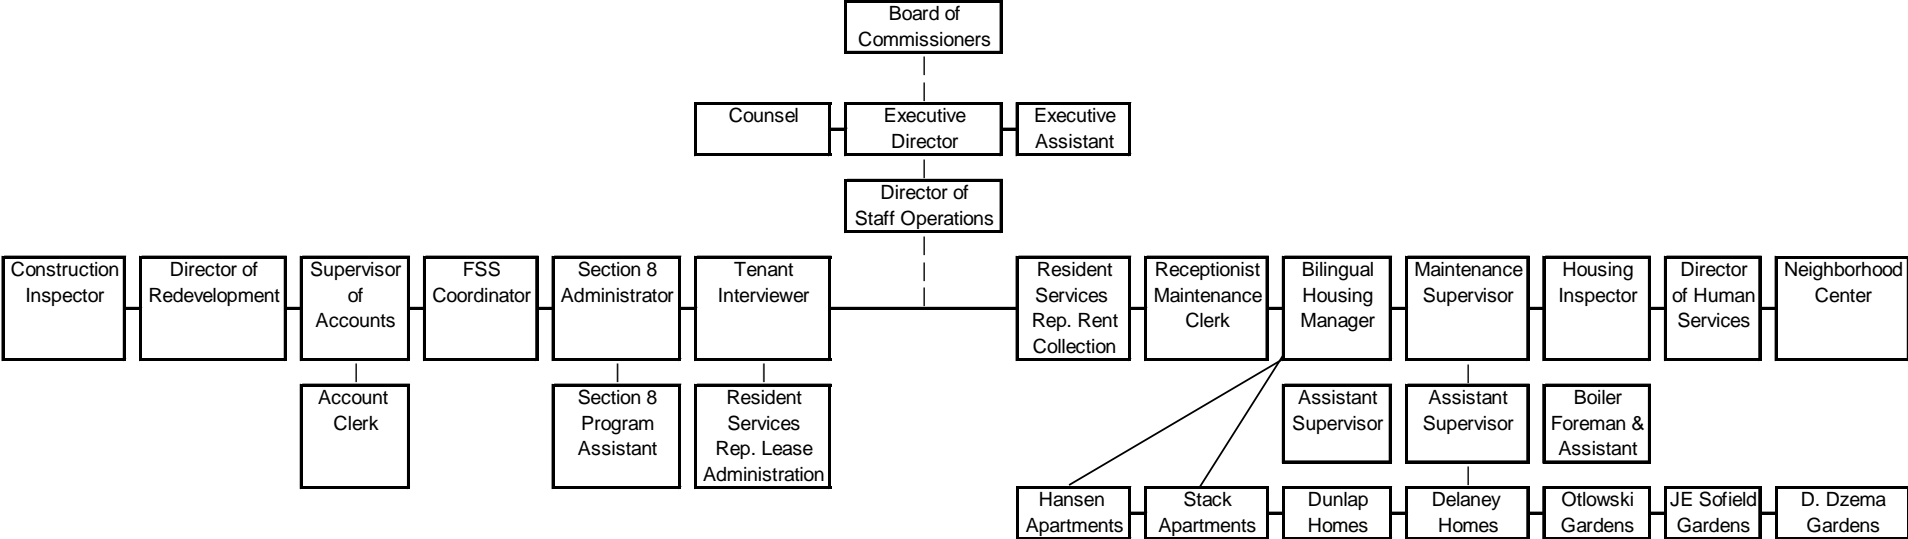 Board of
Commissioners
Counsel
Executive
Director
Executive
Assistant
Director of
Staff Operations
Construction
Inspector
Director of
Redevelopment
Supervisor
of
Accounts
FSS
Coordinator
Section 8
Administrator
Tenant
Interviewer
Resident
Services
Rep. Rent
Collection
Receptionist
Maintenance
Clerk
Bilingual
Housing
Manager
Maintenance
Supervisor
Housing
Inspector
Director
of Human
Services
Neighborhood
Center
Account
Clerk
Section 8
Program
Assistant
Resident
Services
Rep. Lease
Administration
Assistant
Supervisor
Assistant
Supervisor
Boiler
Foreman &
Assistant
Hansen
Apartments
Stack
Apartments
Dunlap
Homes
Delaney
Homes
Otlowski
Gardens
JE Sofield
Gardens
D. Dzema
Gardens